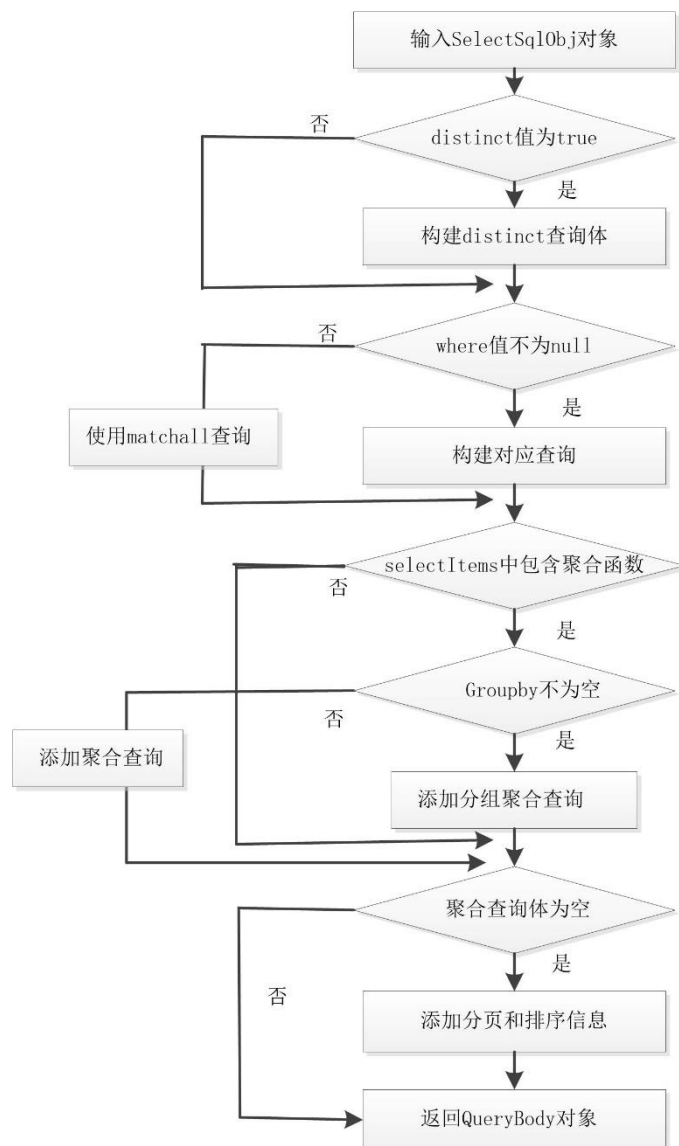 输入SelectSqlObj对象
否
distinct值为true
是
构建distinct查询体
否
where值不为null
是
使用matchall查询
构建对应查询
selectItems中包含聚合函数
否
是
Groupby不为空
否
是
添加聚合查询
添加分组聚合查询
聚合查询体为空
是
否
添加分页和排序信息
返回QueryBody对象